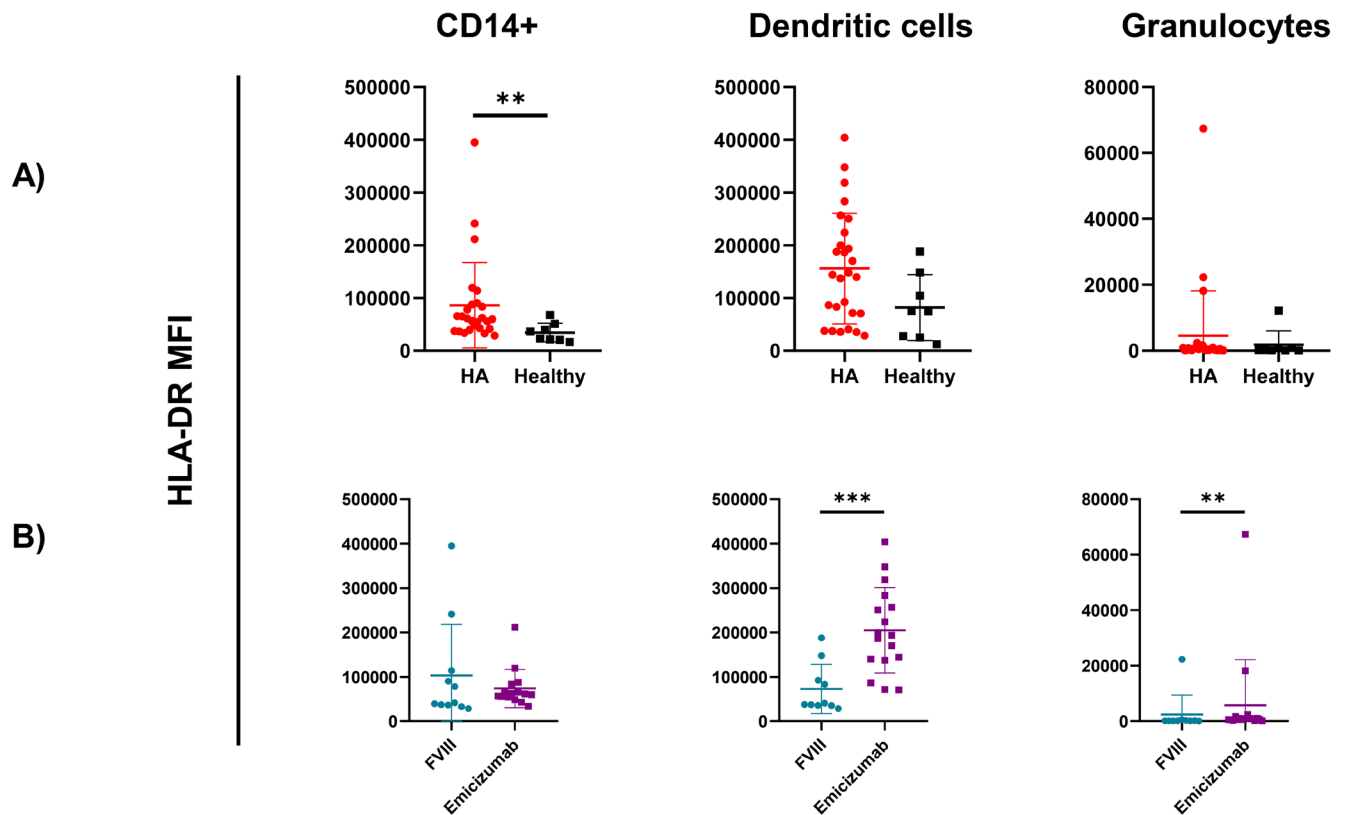 CD14+
Dendritic cells
Granulocytes
A)
HLA-DR MFI
500000
400000
300000
200000
100000
0
**
HA
Healthy
500000
400000
300000
200000
100000
0
HA
Healthy
80000
60000
40000
20000
0
HA
Healthy
B)
500000
400000
300000
200000
100000
0
FVIII
Emicizumab
500000
400000
300000
200000
100000
0
***
FVIII
Emicizumab
80000
60000
40000
20000
0
**
FVIII
Emicizumab